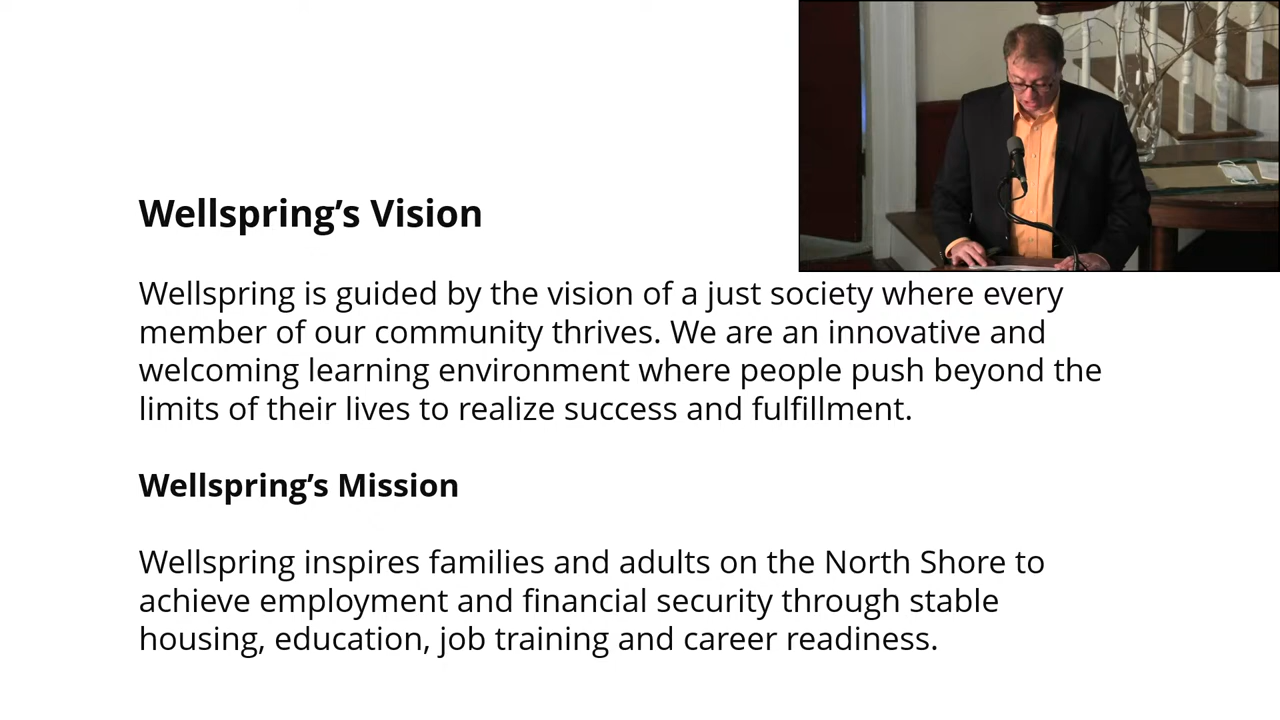 Wellspring’s Vision
Wellspring is guided by the vision of a just society where every
member of our community thrives. We are an innovative and
welcoming learning environment where people push beyond the
limits of their lives to realize success and fulfillment.
Wellspring’s Mission
Wellspring inspires families and adults on the North Shore to
achieve employment and financial security through stable
housing, education, job training and career readiness.